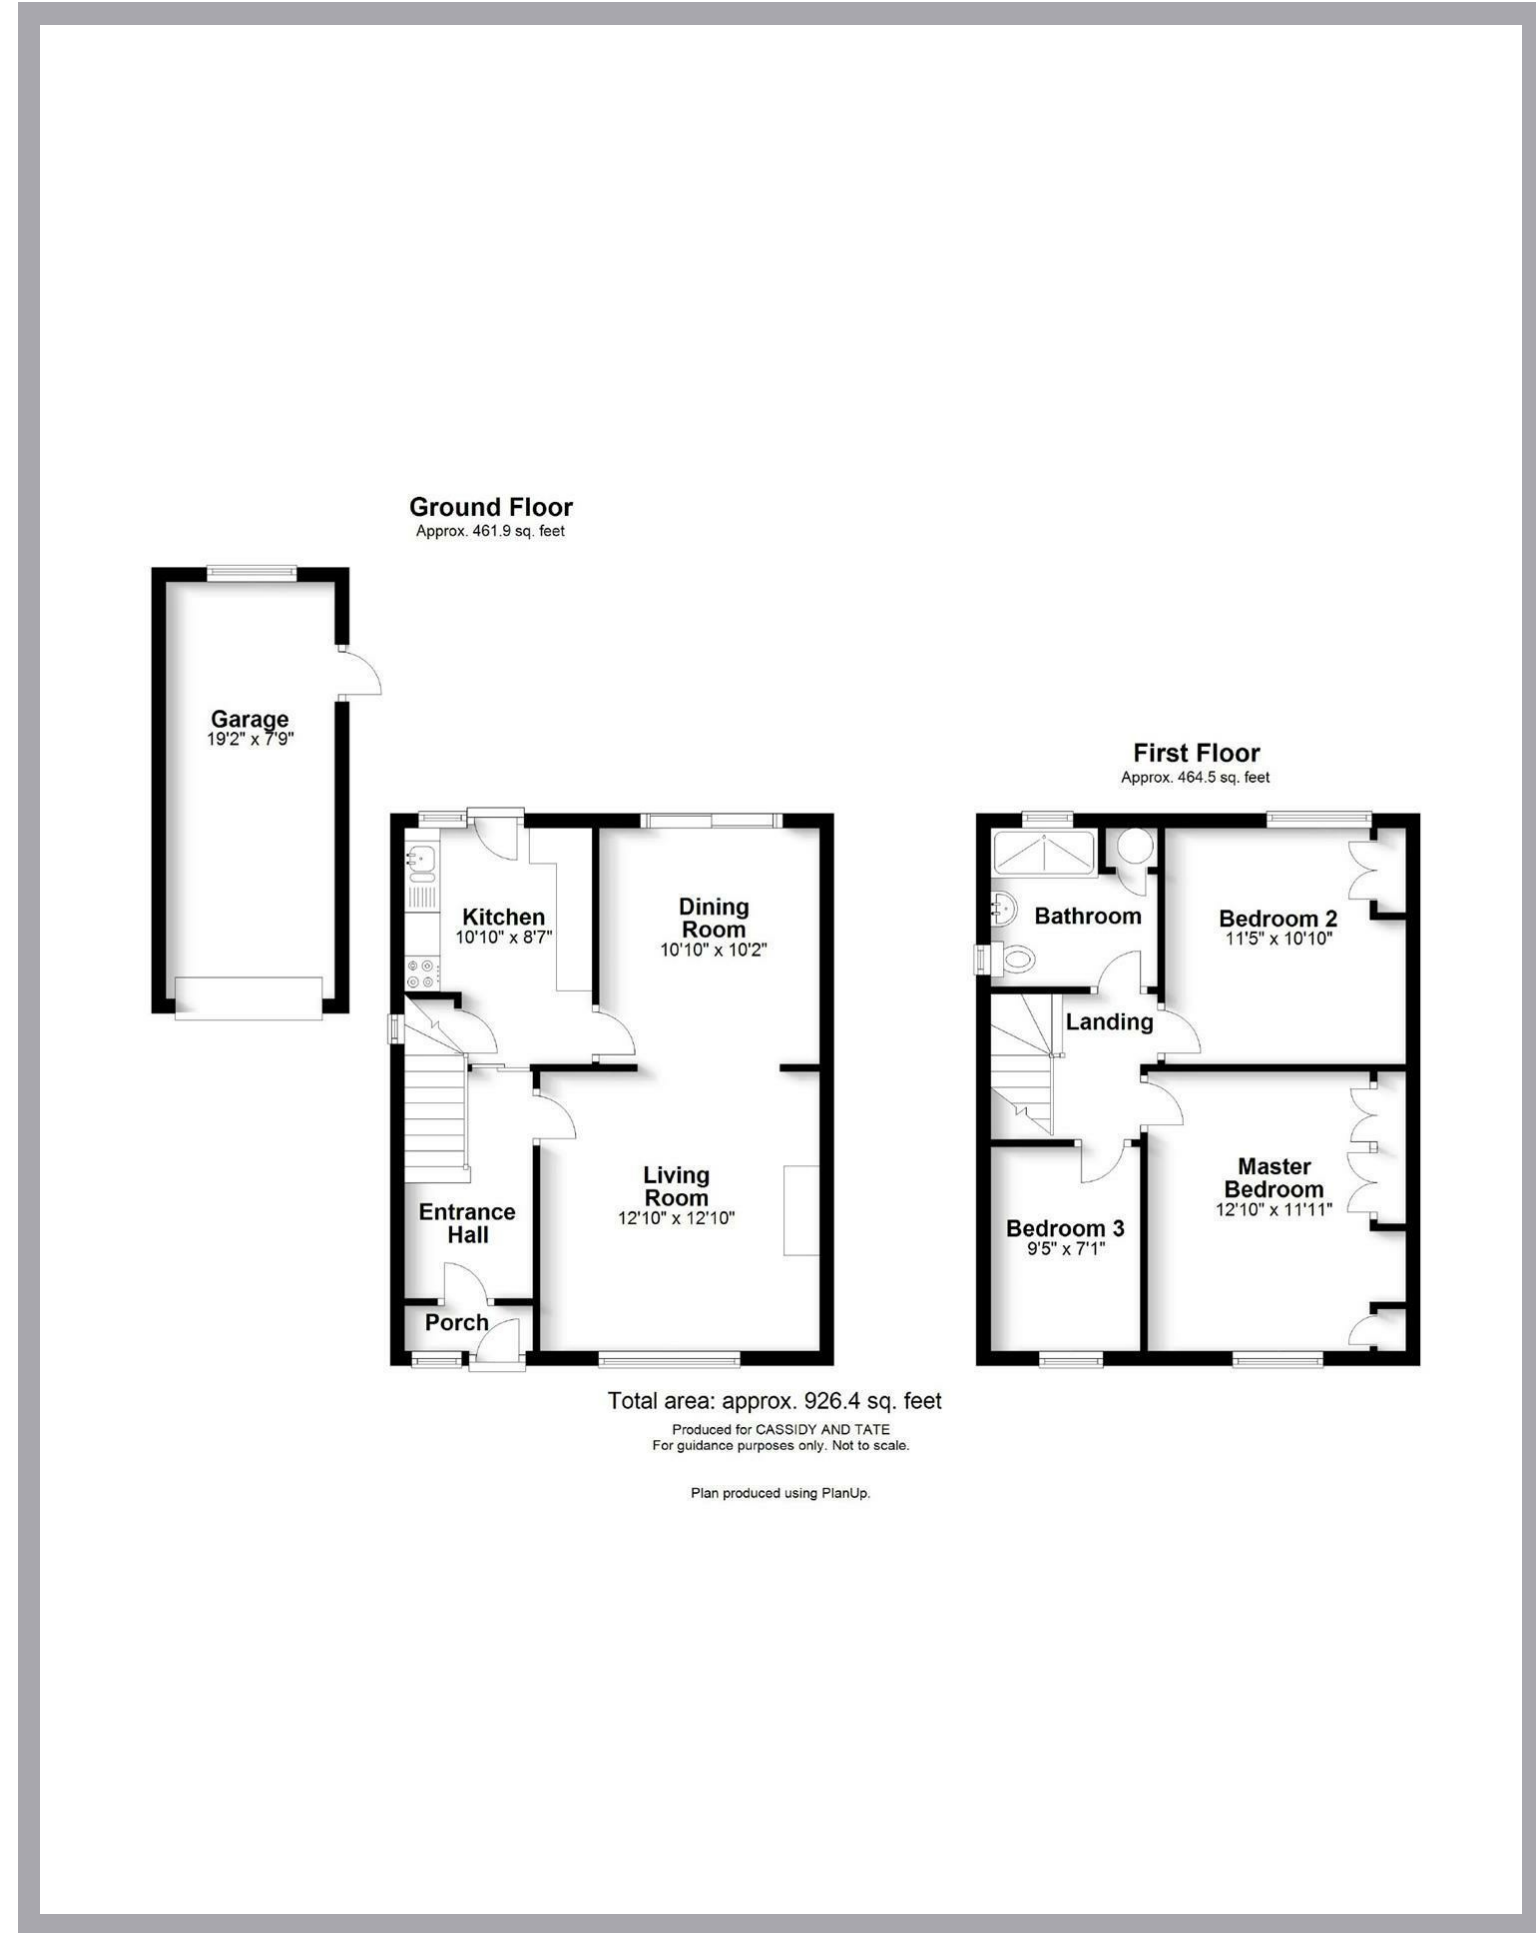 Ground Floor
Approx. 461.9 sq. feet
Garage
19'2" x 7'9"
First Floor
Approx. 464.5 sq. feet
Kitchen
10'10" x 8'7"
Dining
Room
10'10" x 10'2"
Bathroom
Bedroom 2
11'5" x 10'10"
Landing
Living
Room
12'10" x 12'10"
Entrance
Hall
Porch
Master
Bedroom
12'10" x 11'11"
Bedroom 3
9'5" x 7'1"
Total area: approx. 926.4 sq. feet
Produced for CASSIDY AND TATE
For guidance purposes only. Not to scale.
Plan produced using PlanUp.